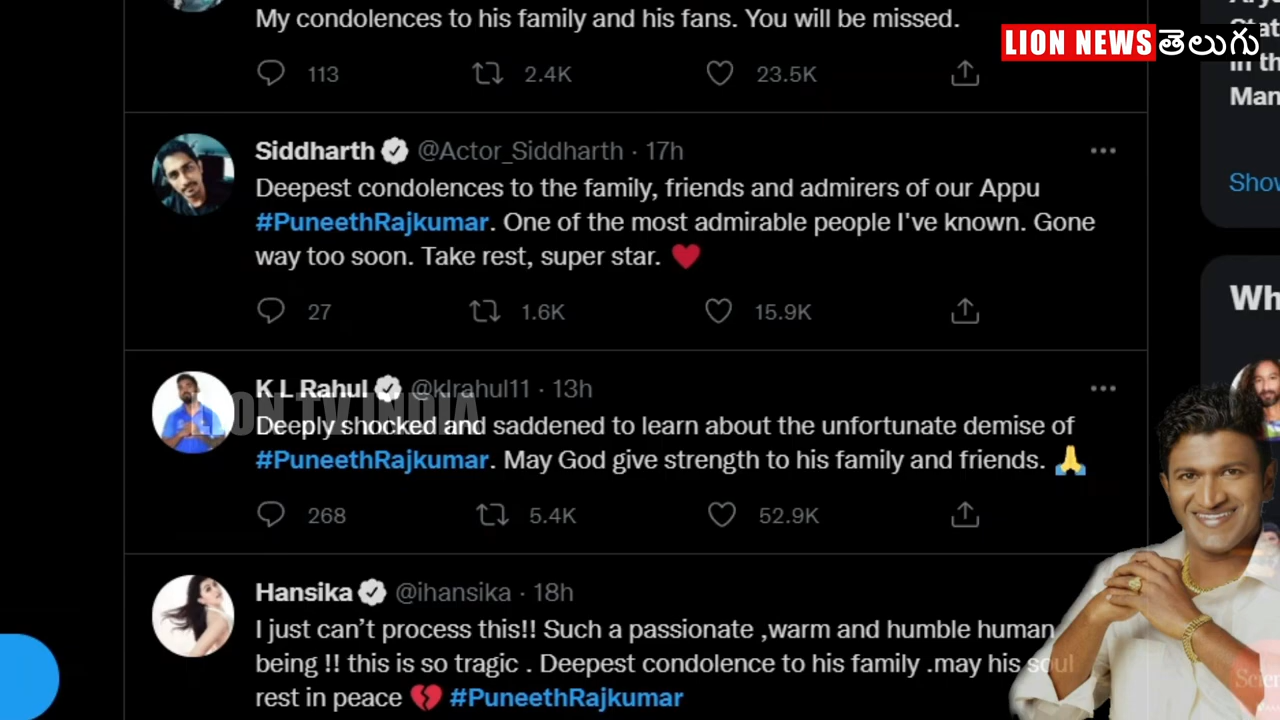 My condolences to his family and his fans. You will be missed.
LION NEWS తెలుగు
113 2.4K 23.5K
in th
Man
Siddharth @Actor_Siddharth · 17h
Deepest condolences to the family, friends and admirers of our Appu
#PuneethRajkumar. One of the most admirable people I've known. Gone
way too soon. Take rest, super star. ❤️
Show
27 1.6K 15.9K
Wh
K L Rahul @klrahul11 · 13h
LION TV INDIA
Deeply shocked and saddened to learn about the unfortunate demise of
#PuneethRajkumar. May God give strength to his family and friends. 🙏
268 5.4K 52.9K
Hansika @ihansika · 18h
I just can’t process this!! Such a passionate ,warm and humble human
being !! this is so tragic . Deepest condolence to his family .may his soul
rest in peace 💔 #PuneethRajkumar